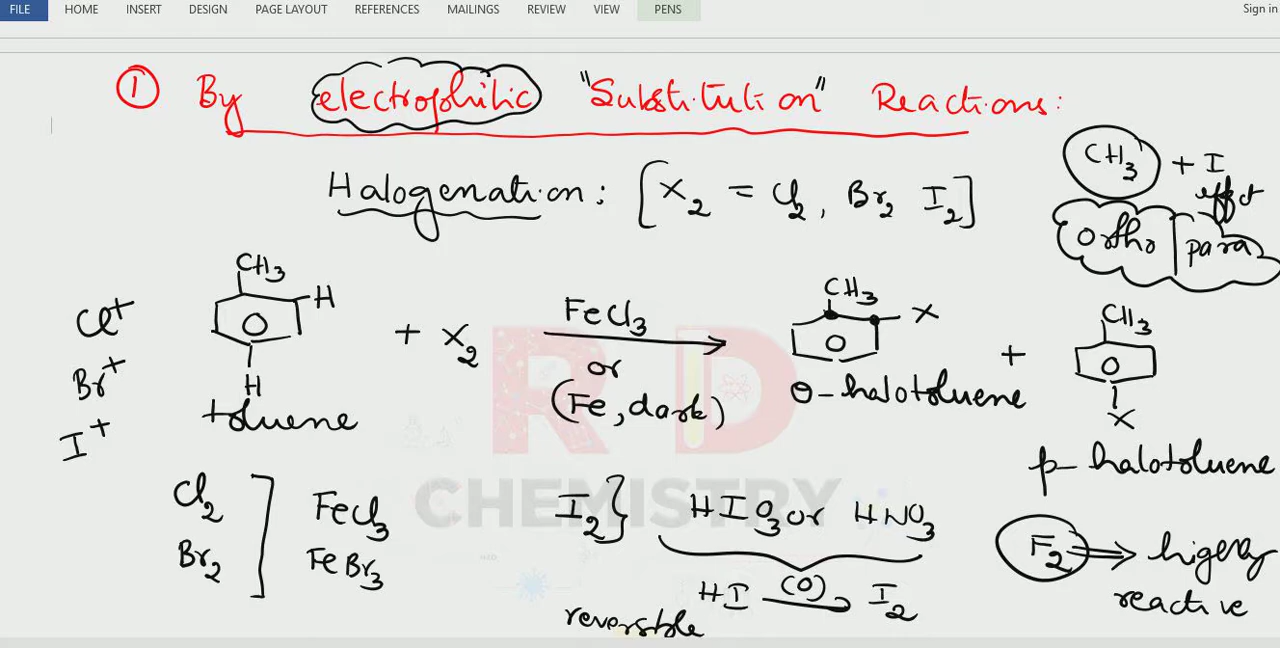 FILE HOME INSERT DESIGN PAGE LAYOUT REFERENCES MAILINGS REVIEW VIEW PENS Sign in
① By electrophilic "Substitution" Reactions:
Halogenation: [X₂ = Cl₂, Br₂ I₂]
CH₃ + I
effect
ortho | para
CH₃
H
Cl⁺
Br⁺
I⁺
H
toluene
+ X₂
FeCl₃
or
(Fe, dark)
CH₃
X
o-halotoluene
+
CH₃
X
p-halotoluene
RD
CHEMISTRY
Cl₂
Br₂
FeCl₃
FeBr₃
I₂} HIO₃ or HNO₃
HI (O) I₂
reversible
F₂ ⇒ higery
reactive